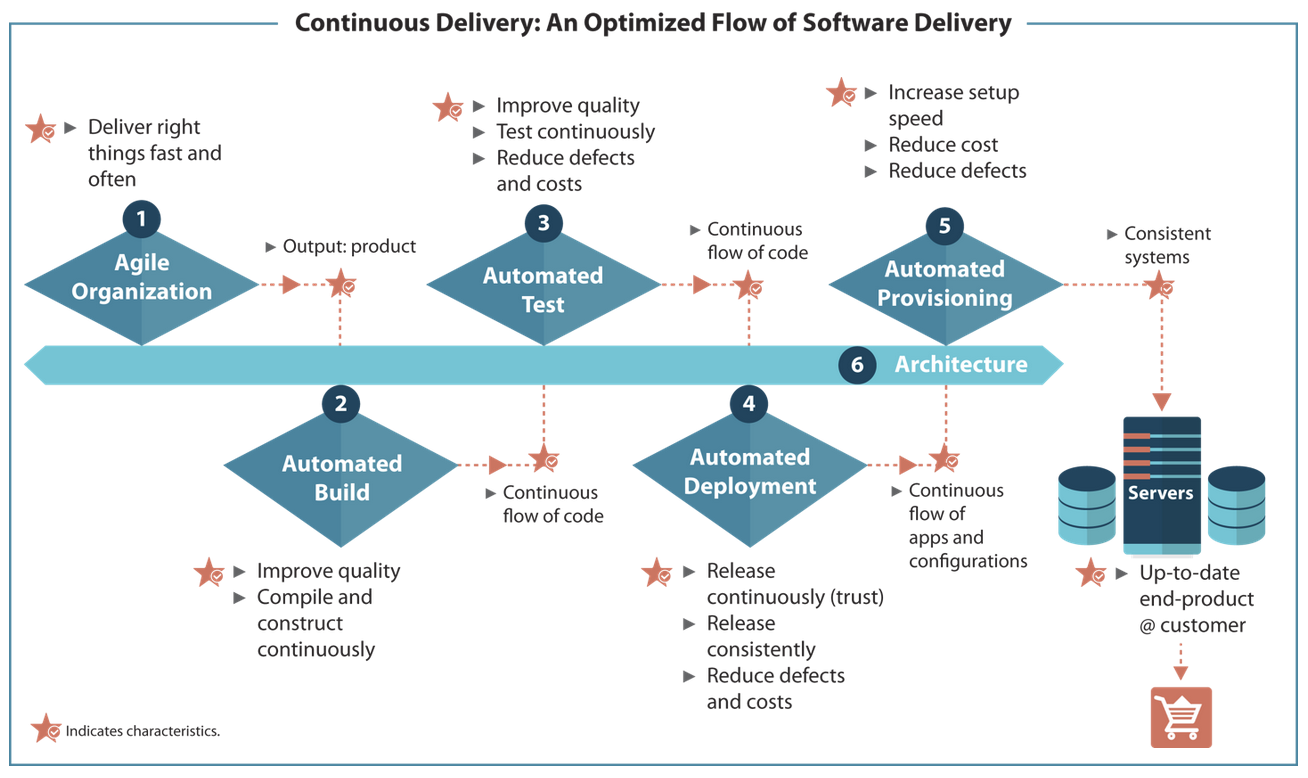 Continuous Delivery: An Optimized Flow of Software Delivery
Deliver right
things fast and
often
1
Agile
Organization
Output: product
Improve quality
Test continuously
Reduce defects
and costs
3
Automated
Test
Continuous
flow of code
Increase setup
speed
Reduce cost
Reduce defects
5
Automated
Provisioning
Consistent
systems
6 Architecture
2
Automated
Build
Continuous
flow of code
Improve quality
Compile and
construct
continuously
4
Automated
Deployment
Continuous
flow of
apps and
configurations
Release
continuously (trust)
Release
consistently
Reduce defects
and costs
Servers
Up-to-date
end-product
@ customer
Indicates characteristics.